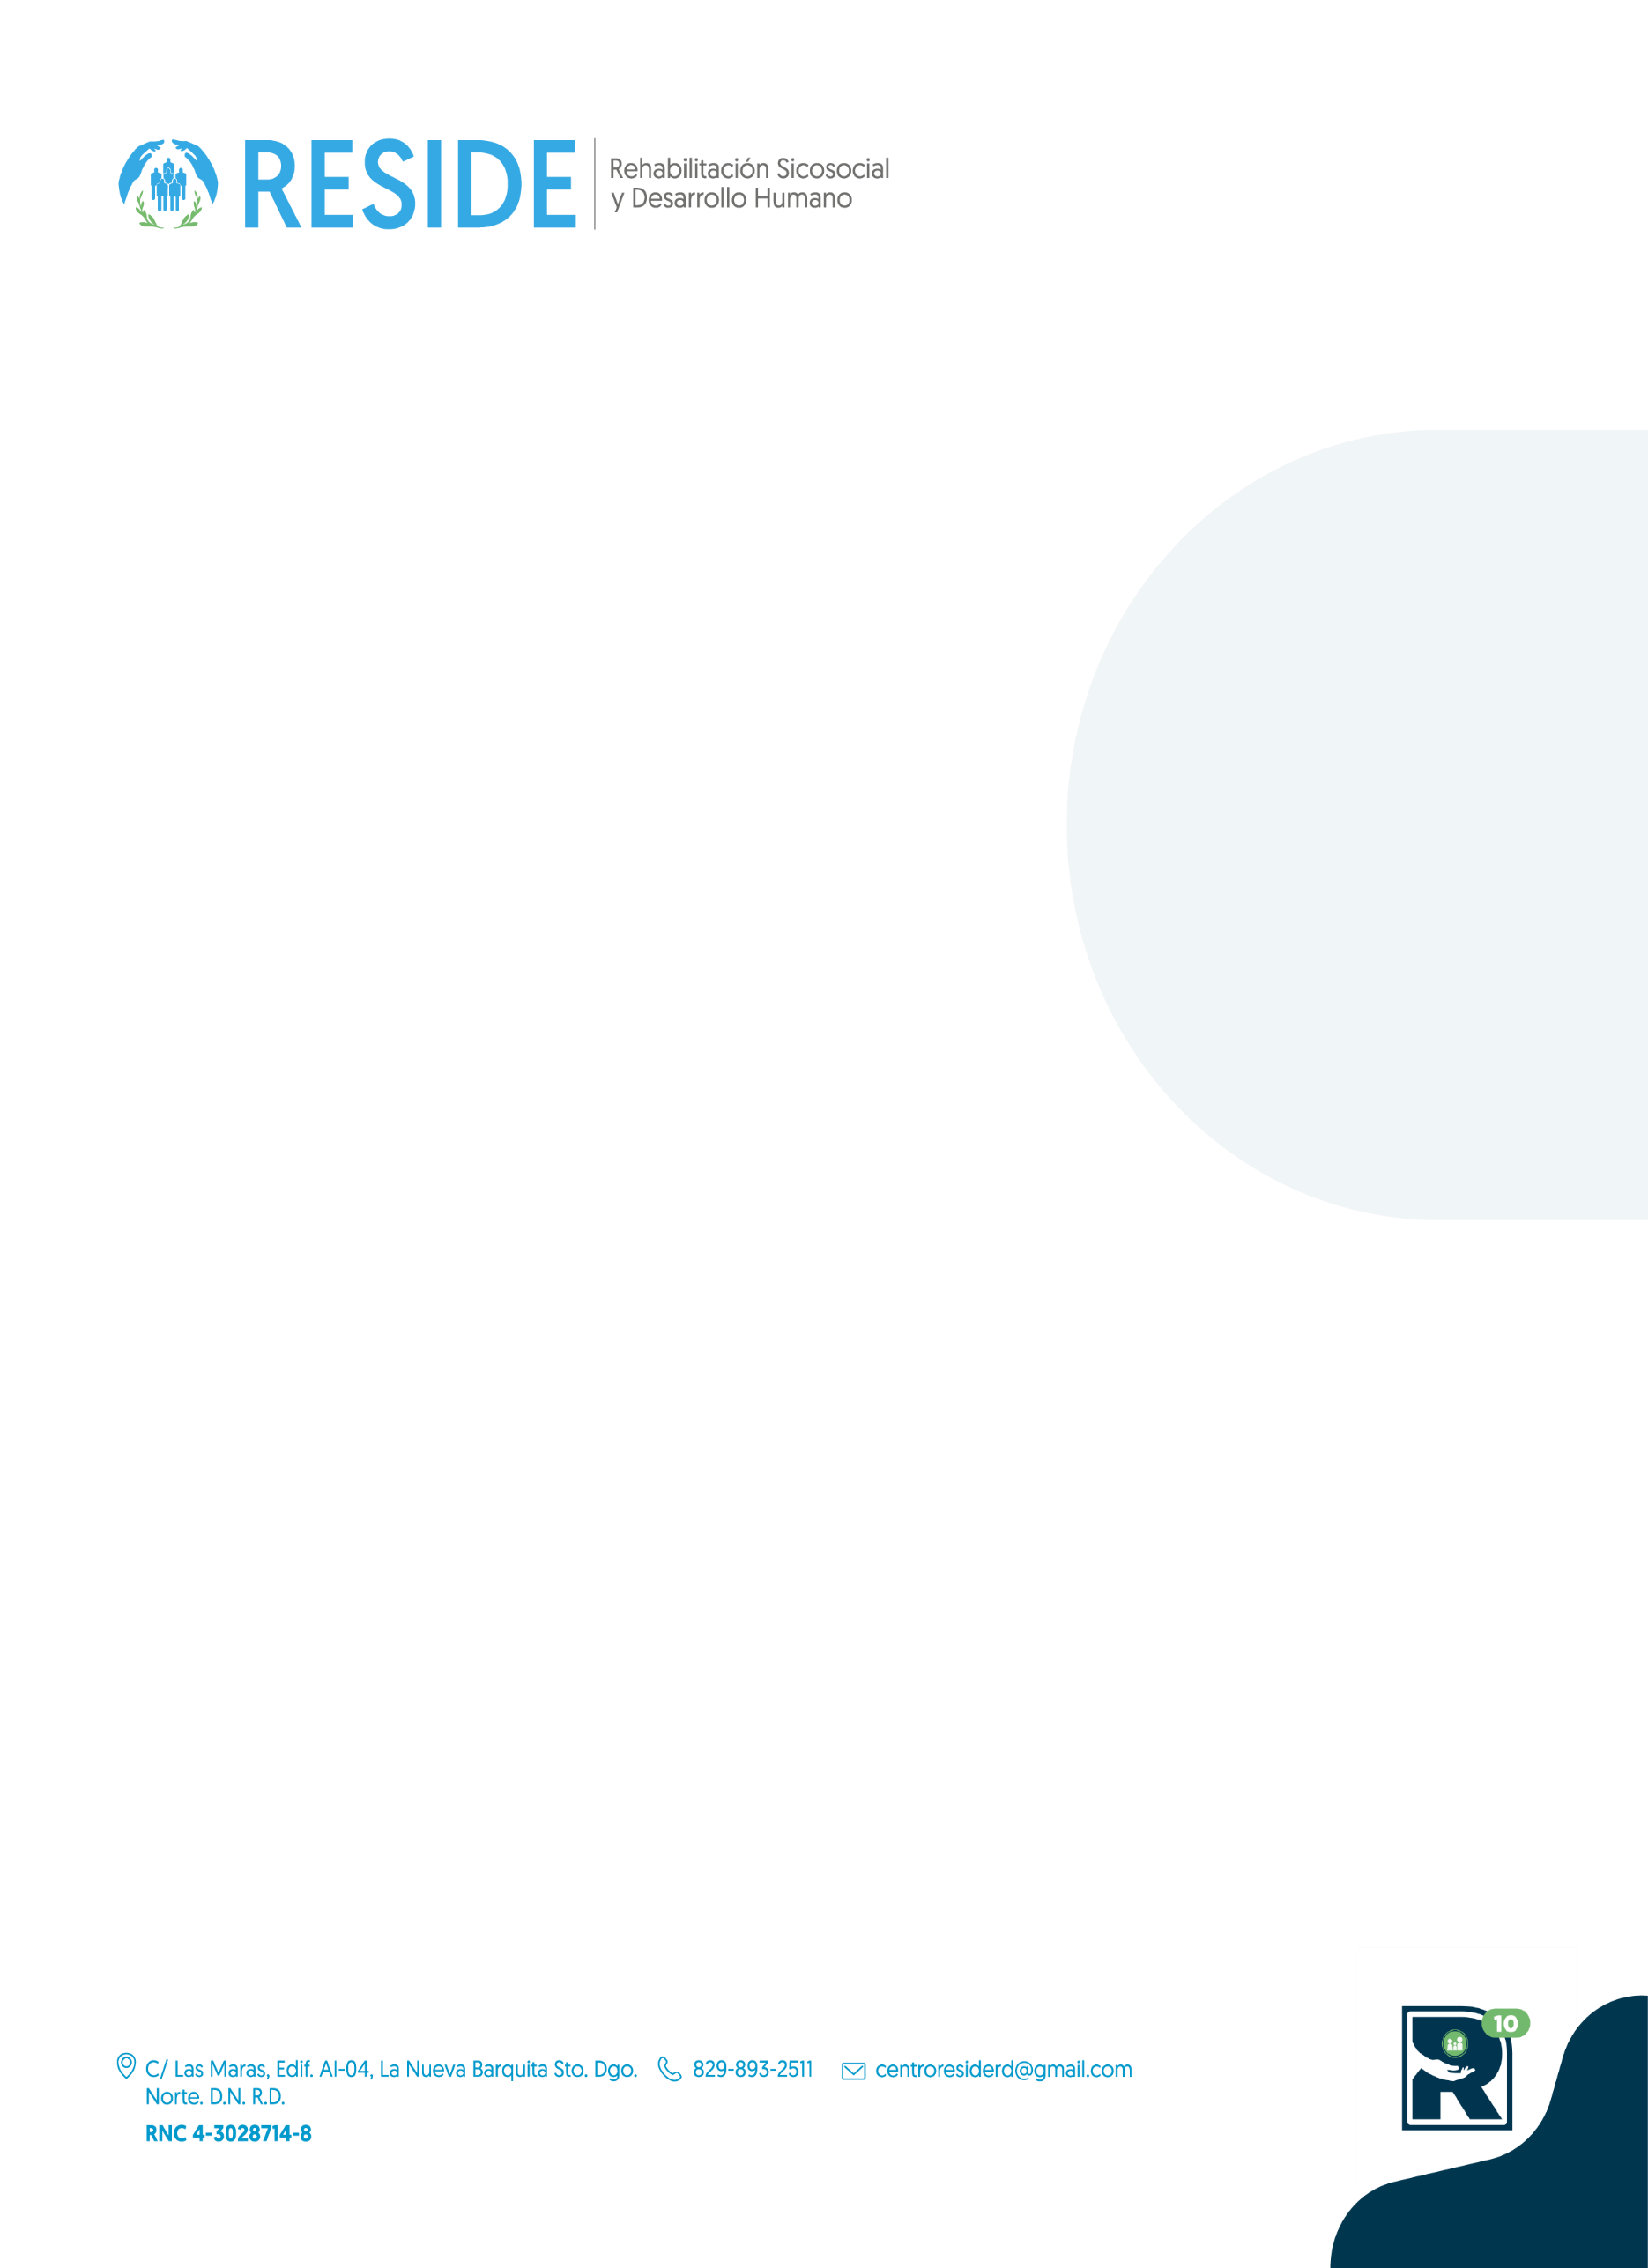 RESIDE
Rehabilitación Sicosocial
y Desarrollo Humano
10
R
C/ Las Maras, Edif. Al-04, La Nueva Barquita Sto. Dgo.
Norte. D.N. R.D.
829-893-2511
centroresiderd@gmail.com
RNC 4-3028714-8